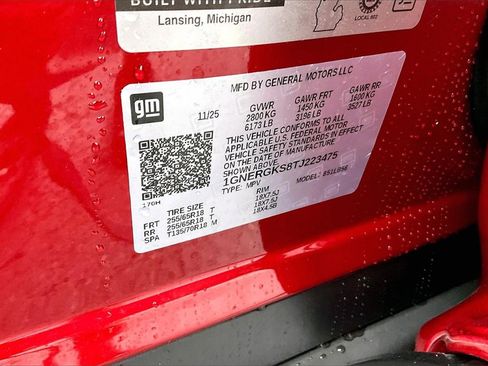 BUILT WITH PRIDE
Lansing, Michigan
LOCAL 602
gm
MFD BY GENERAL MOTORS LLC
11/25
GVWR GAWR FRT GAWR RR
2800 KG 1450 KG 1600 KG
6173 LB 3196 LB 3527 LB
THIS VEHICLE CONFORMS TO ALL
APPLICABLE U.S. FEDERAL MOTOR
VEHICLE SAFETY STANDARDS IN EFFECT
ON THE DATE OF MANUFACTURE
SHOWN ABOVE.
1GNERGKS8TJ223475
TYPE: MPV
TIRE SIZE RIM
FRT 255/65R18 T 18X7.5J
RR 255/65R18 T 18X7.5J
SPA T135/70R18 M 18X4.5B